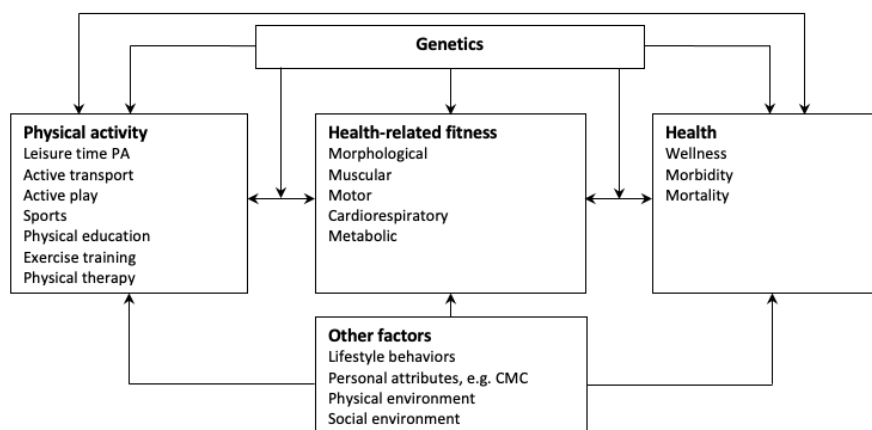 Genetics
Physical activity
Leisure time PA
Active transport
Active play
Sports
Physical education
Exercise training
Physical therapy
Health-related fitness
Morphological
Muscular
Motor
Cardiorespiratory
Metabolic
Health
Wellness
Morbidity
Mortality
Other factors
Lifestyle behaviors
Personal attributes, e.g. CMC
Physical environment
Social environment